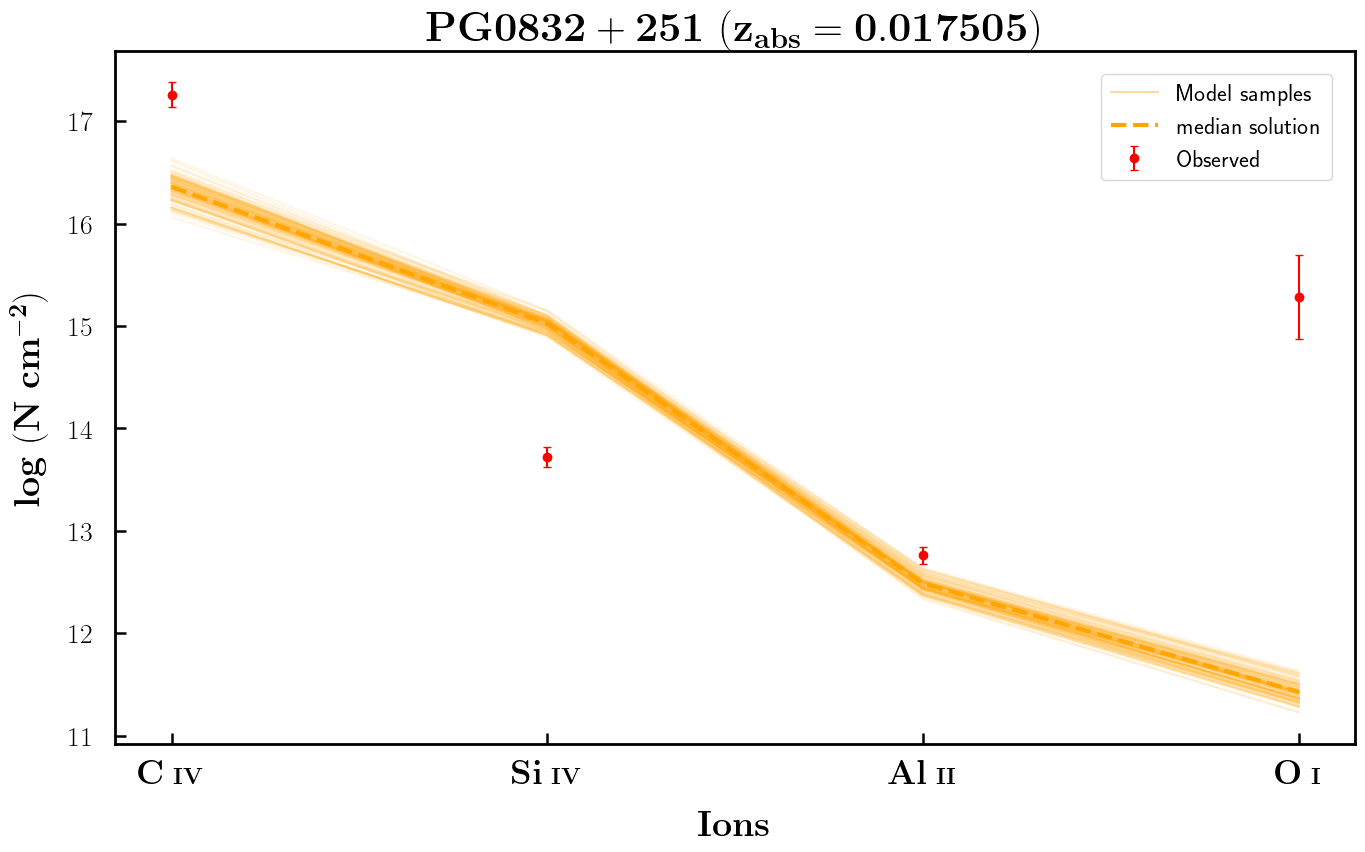 PG0832 + 251 (z_abs = 0.017505)
Model samples
median solution
Observed
log (N cm⁻²)
17
16
15
14
13
12
11
C IV
Si IV
Al II
O I
Ions